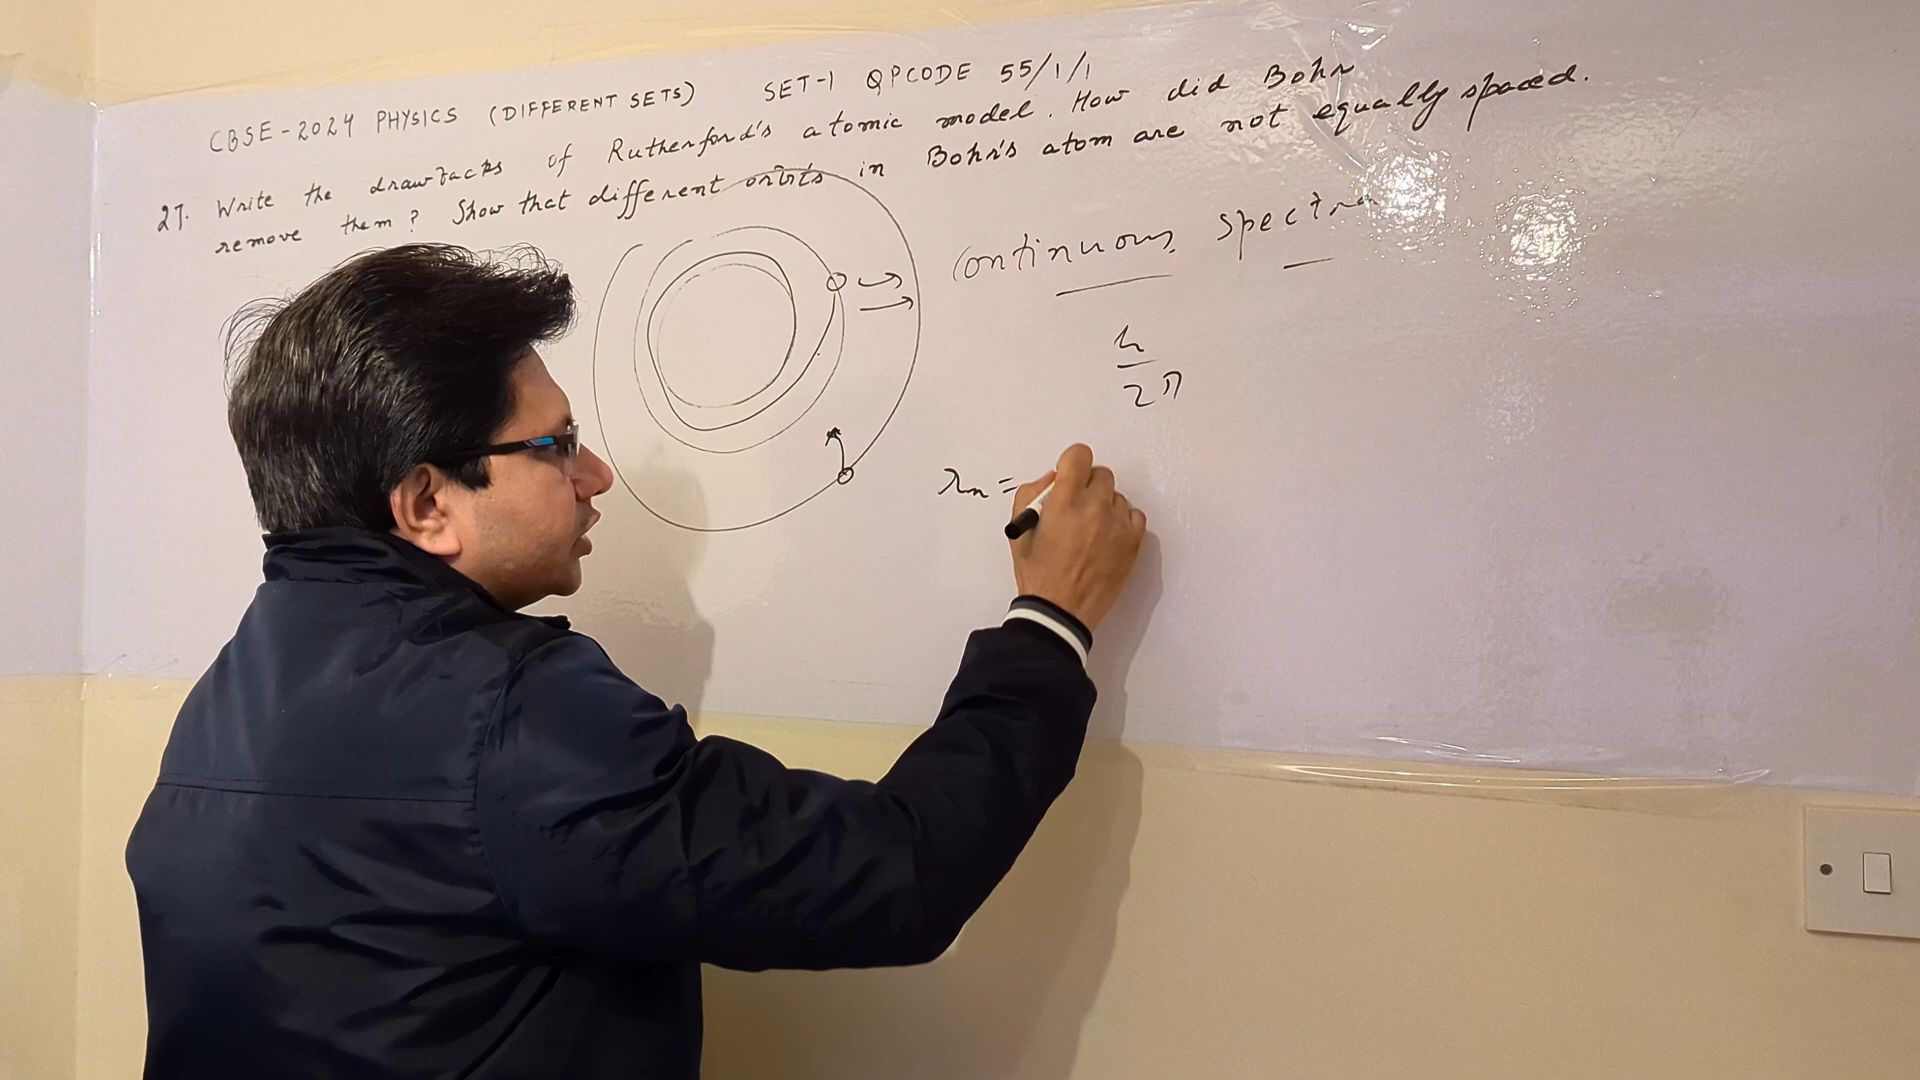 CBSE-2024 PHYSICS (DIFFERENT SETS) SET-1 QPCODE 55/1/1
27. Write the drawbacks of Rutherford's atomic model. How did Bohr
remove them? Show that different orbits in Bohr's atom are not equally spaced.
continuous spectra
h
2π
rn =